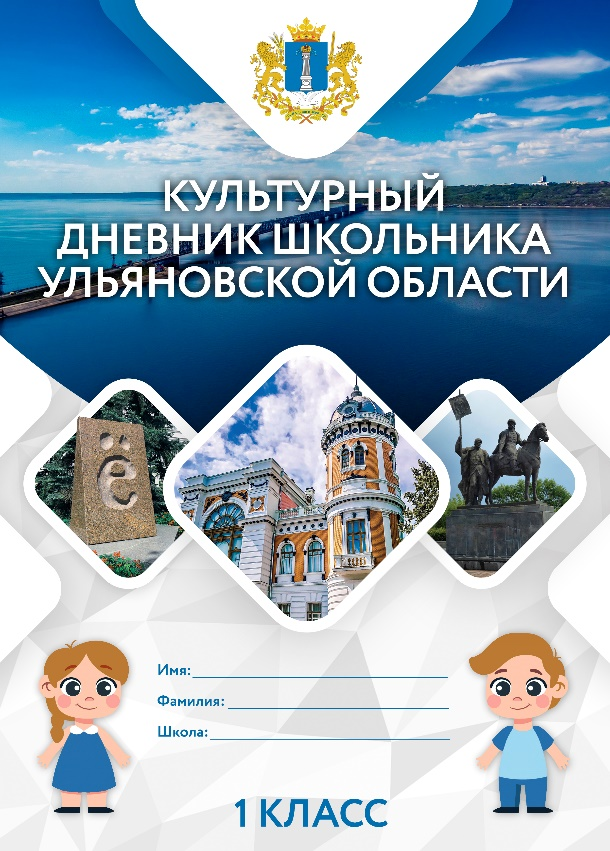 КУЛЬТУРНЫЙ
ДНЕВНИК ШКОЛЬНИКА
УЛЬЯНОВСКОЙ ОБЛАСТИ
ё
Имя:
Фамилия:
Школа:
1 КЛАСС